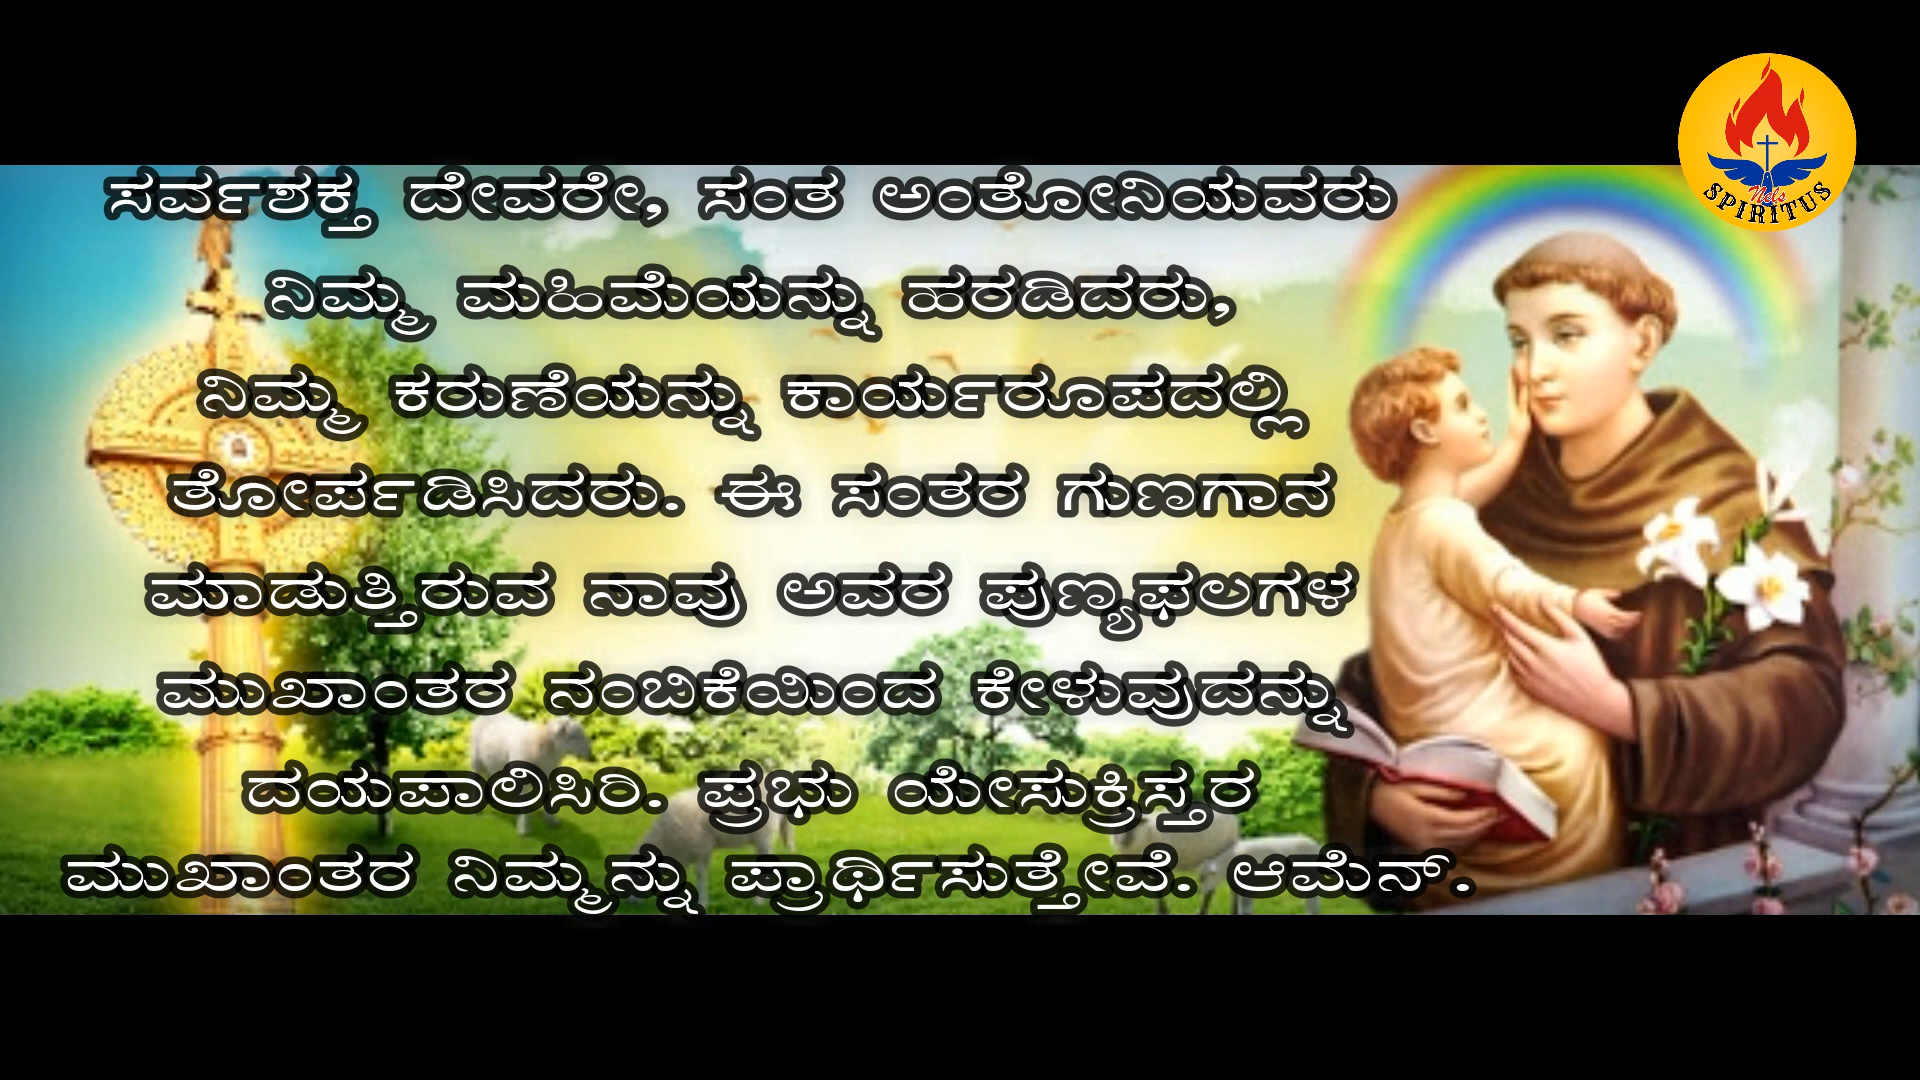 ಸರ್ವಶಕ್ತ ದೇವರೇ, ಸಂತ ಅಂತೋನಿಯವರು
ನಿಮ್ಮ ಮಹಿಮೆಯನ್ನು ಹರಡಿದರು,
ನಿಮ್ಮ ಕರುಣೆಯನ್ನು ಕಾರ್ಯರೂಪದಲ್ಲಿ
ತೋರ್ಪಡಿಸಿದರು. ಈ ಸಂತರ ಗುಣಗಾನ
ಮಾಡುತ್ತಿರುವ ನಾವು ಅವರ ಪುಣ್ಯಫಲಗಳ
ಮುಖಾಂತರ ನಂಬಿಕೆಯಿಂದ ಕೇಳುವುದನ್ನು
ದಯಪಾಲಿಸಿರಿ. ಪ್ರಭು ಯೇಸುಕ್ರಿಸ್ತರ
ಮುಖಾಂತರ ನಿಮ್ಮನ್ನು ಪ್ರಾರ್ಥಿಸುತ್ತೇವೆ. ಆಮೆನ್.
Nels
SPIRITUS